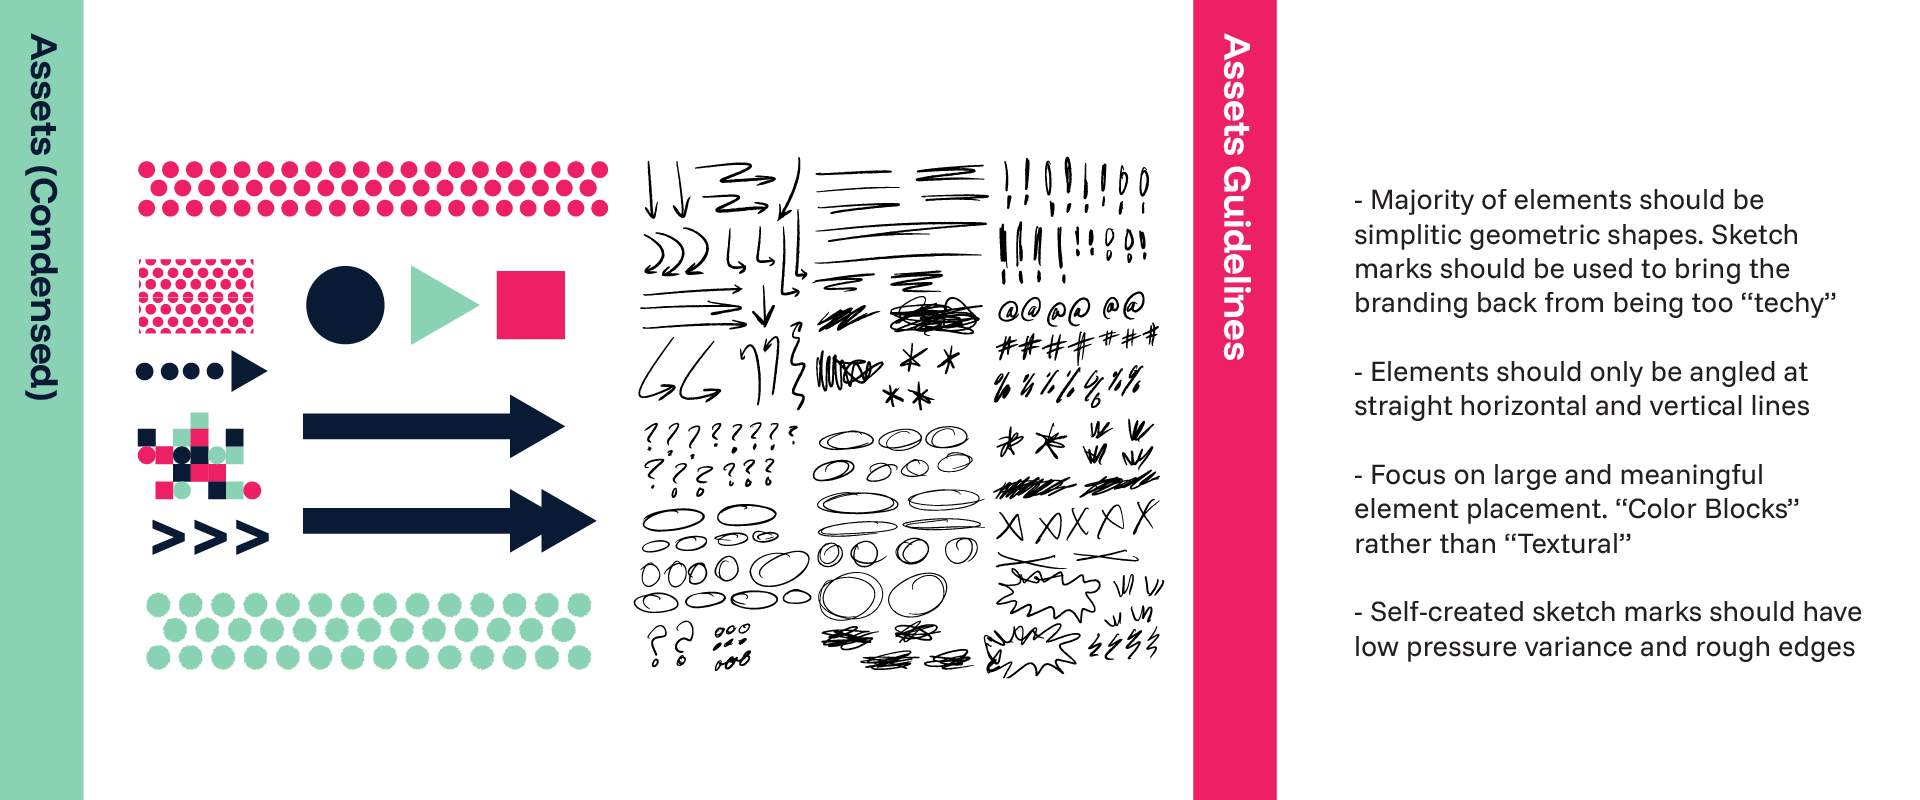 Assets (Condensed)
>>>
@@@@ @@
#### ###
%%%%%%%
? ? ? ? ? ? ? ?
? ? ? ? ? ?
? ?
! ! ! ! ! ! ! !
! ! ! ! ! ! ! ! !
* *
* *
* *
X X X X X
Assets Guidelines
- Majority of elements should be
simplitic geometric shapes. Sketch
marks should be used to bring the
branding back from being too “techy”
- Elements should only be angled at
straight horizontal and vertical lines
- Focus on large and meaningful
element placement. “Color Blocks”
rather than “Textural”
- Self-created sketch marks should have
low pressure variance and rough edges